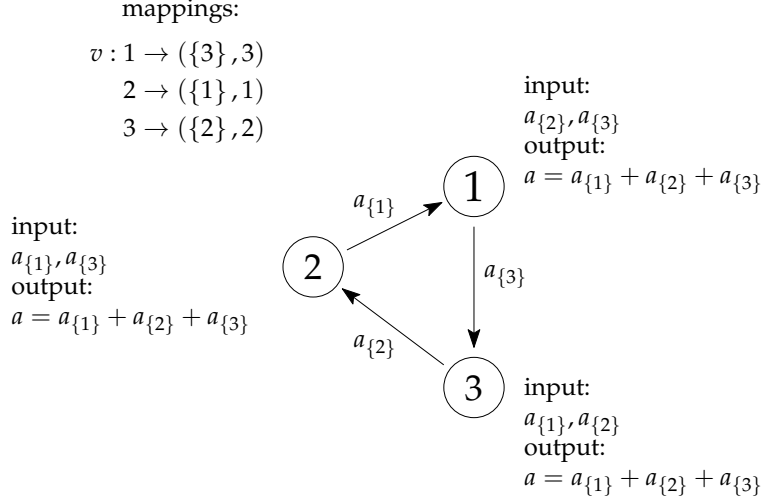 mappings:
v : 1 → ({3} , 3)
2 → ({1} , 1)
3 → ({2} , 2)
input:
a_{2}, a_{3}
output:
a = a_{1} + a_{2} + a_{3}
1
a_{1}
input:
a_{1}, a_{3}
output:
a = a_{1} + a_{2} + a_{3}
2
a_{3}
a_{2}
3
input:
a_{1}, a_{2}
output:
a = a_{1} + a_{2} + a_{3}